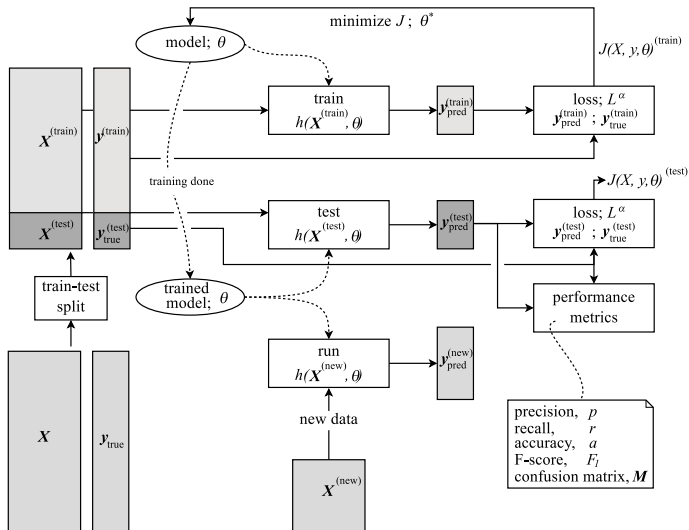 minimize J ; θ*
model; θ
J(X, y,θ)^(train)
X^(train)
y^(train)
train
h(X^(train), θ)
y_pred^(train)
loss; L^α
y_pred^(train) ; y_true^(train)
training done
J(X, y,θ)^(test)
X^(test)
y_true^(test)
test
h(X^(test), θ)
y_pred^(test)
loss; L^α
y_pred^(test) ; y_true^(test)
train-test
split
trained
model; θ
performance
metrics
run
h(X^(new), θ)
y_pred^(new)
new data
X
y_true
X^(new)
precision, p
recall, r
accuracy, a
F-score, F_1
confusion matrix, M